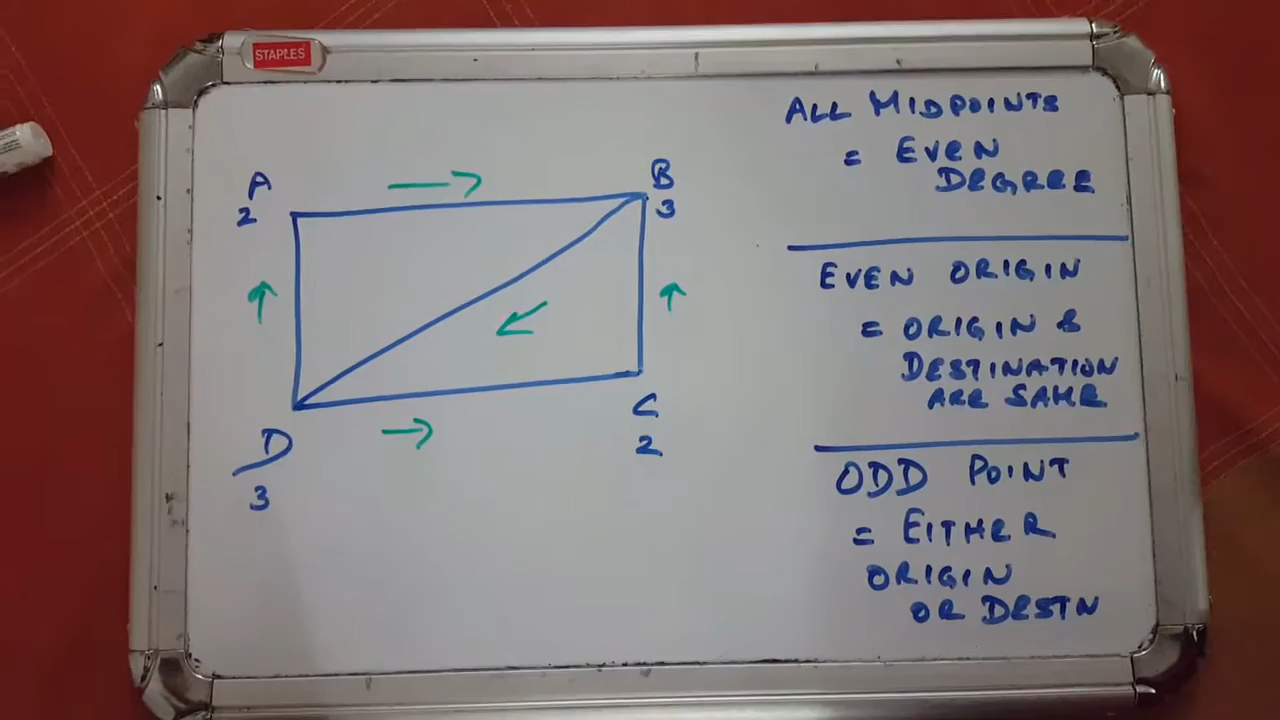 STAPLES
A
2
B
3
C
2
D
3
ALL MIDPOINTS
= EVEN
DEGREE
EVEN ORIGIN
= ORIGIN &
DESTINATION
ARE SAME
ODD POINT
= EITHER
ORIGIN
OR DESTN